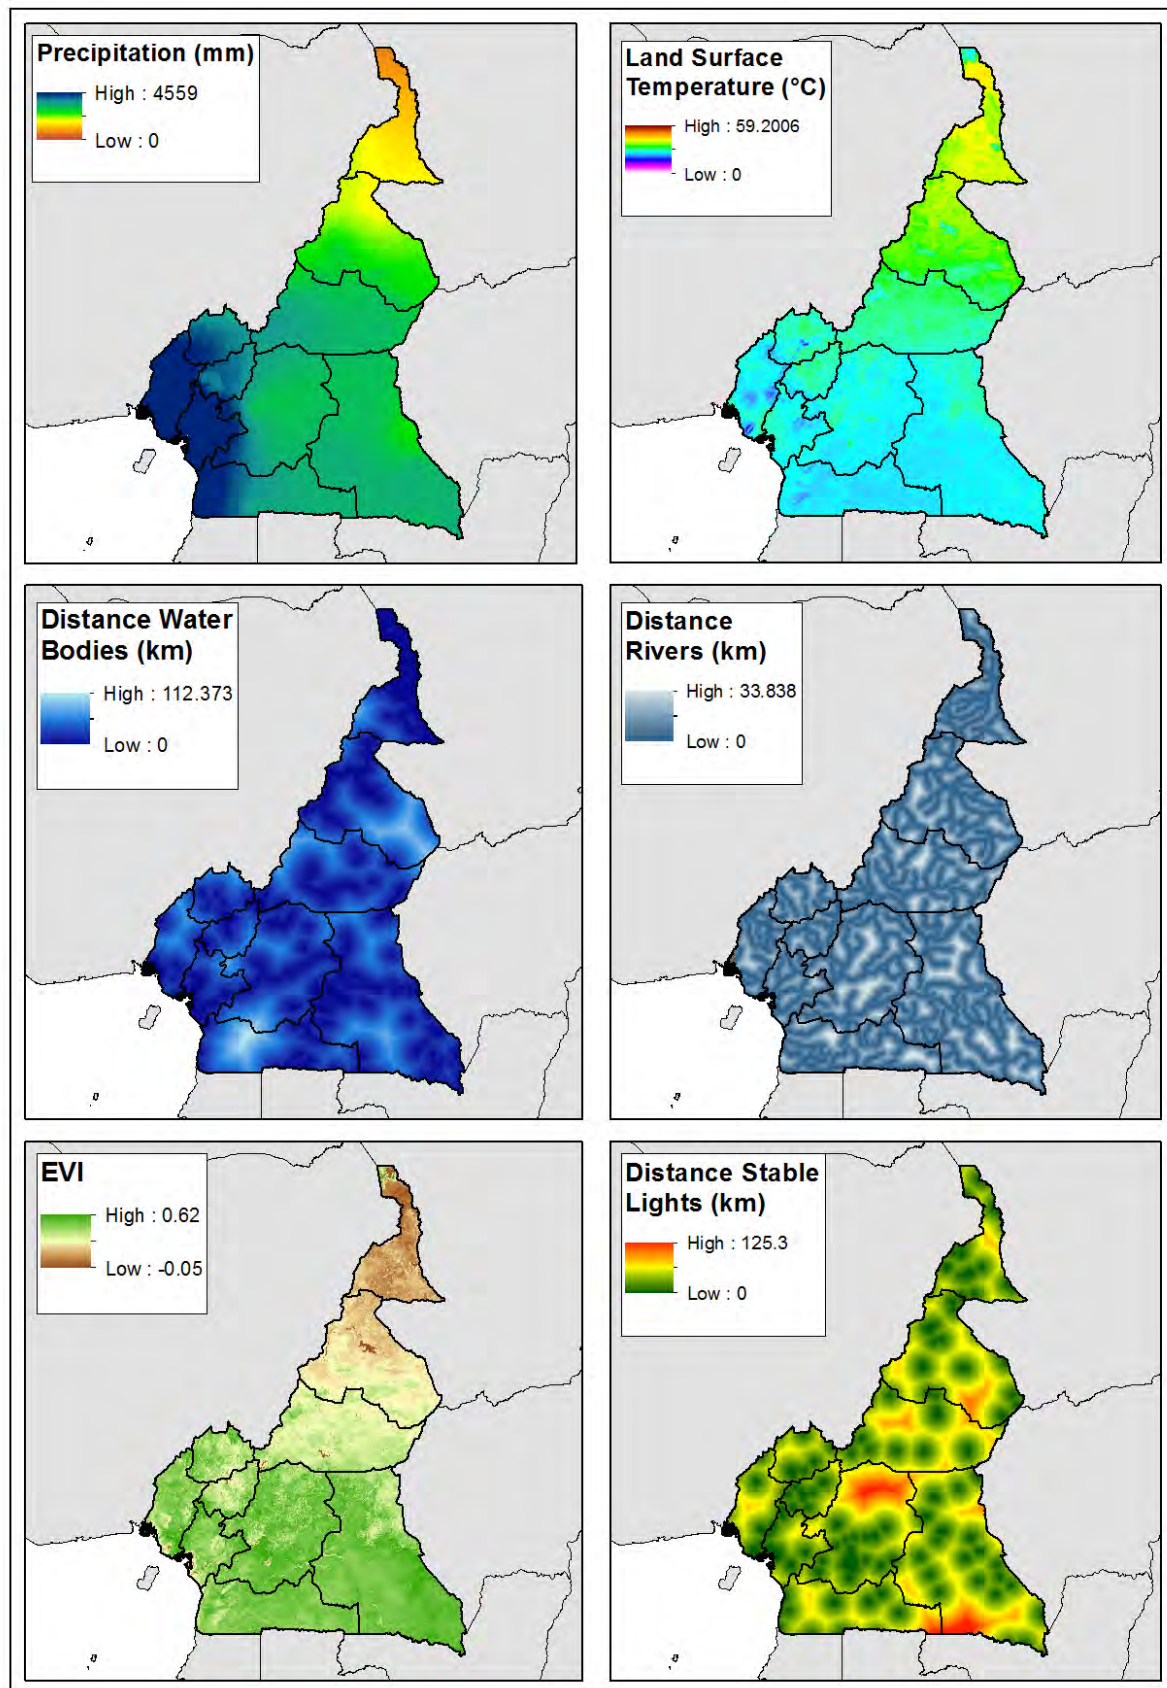 Precipitation (mm)
High : 4559
Low : 0
Land Surface
Temperature (°C)
High : 59.2006
Low : 0
Distance Water
Bodies (km)
High : 112.373
Low : 0
Distance
Rivers (km)
High : 33.838
Low : 0
EVI
High : 0.62
Low : -0.05
Distance Stable
Lights (km)
High : 125.3
Low : 0